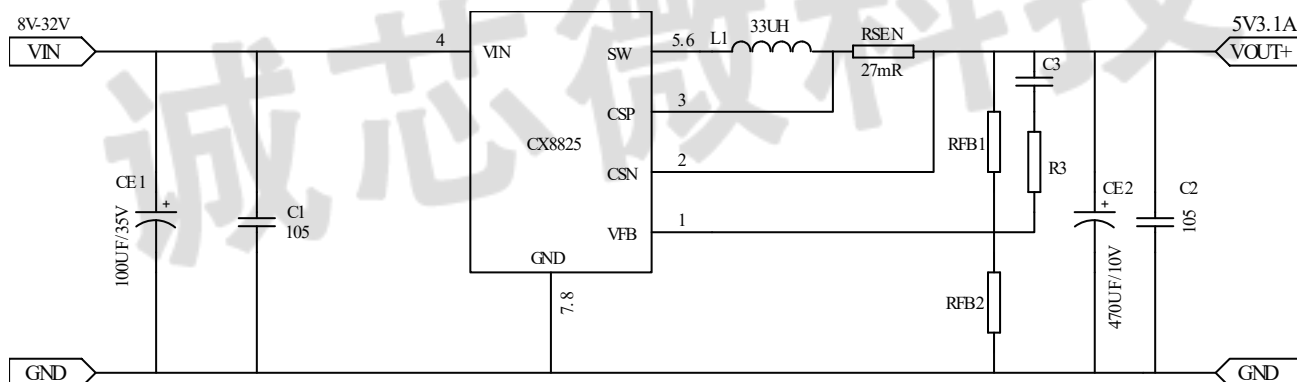 诚芯微科技
8V-32V
5V3.1A
VIN
4
VIN
SW
5.6
L1
33UH
RSEN
27mR
C3
VOUT+
CSP
3
CX8825
RFB1
CSN
2
R3
CE1
+
100UF/35V
C1
105
VFB
1
CE2
+
470UF/10V
C2
105
GND
7.8
RFB2
GND
GND